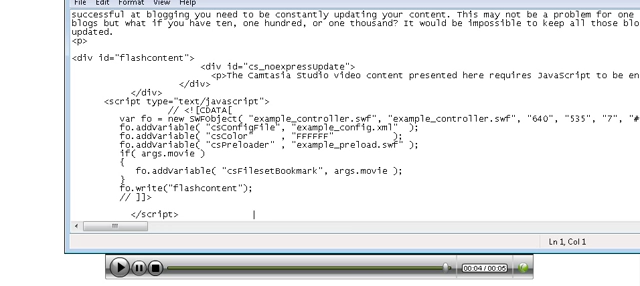 File Edit Format View Help
successful at blogging you need to be constantly updating your content. This may not be a problem for one
blogs but what if you have ten, one hundred, or one thousand? It would be impossible to keep all those blo
updated.
<p>
<div id="flashcontent">
<div id="cs_noexpressUpdate">
<p>The Camtasia Studio video content presented here requires JavaScript to be en
</div>
</div>
<script type="text/javascript">
// <![CDATA[
var fo = new SWFObject( "example_controller.swf", "example_controller.swf", "640", "535", "7", "#
fo.addVariable( "csConfigFile", "example_config.xml" );
fo.addVariable( "csColor" , "FFFFFF" );
fo.addVariable( "csPreloader" , "example_preload.swf" );
if( args.movie )
{
fo.addVariable( "csFilesetBookmark", args.movie );
}
fo.write("flashcontent");
// ]]>
</script>
Ln 1, Col 1
00:04 / 00:05